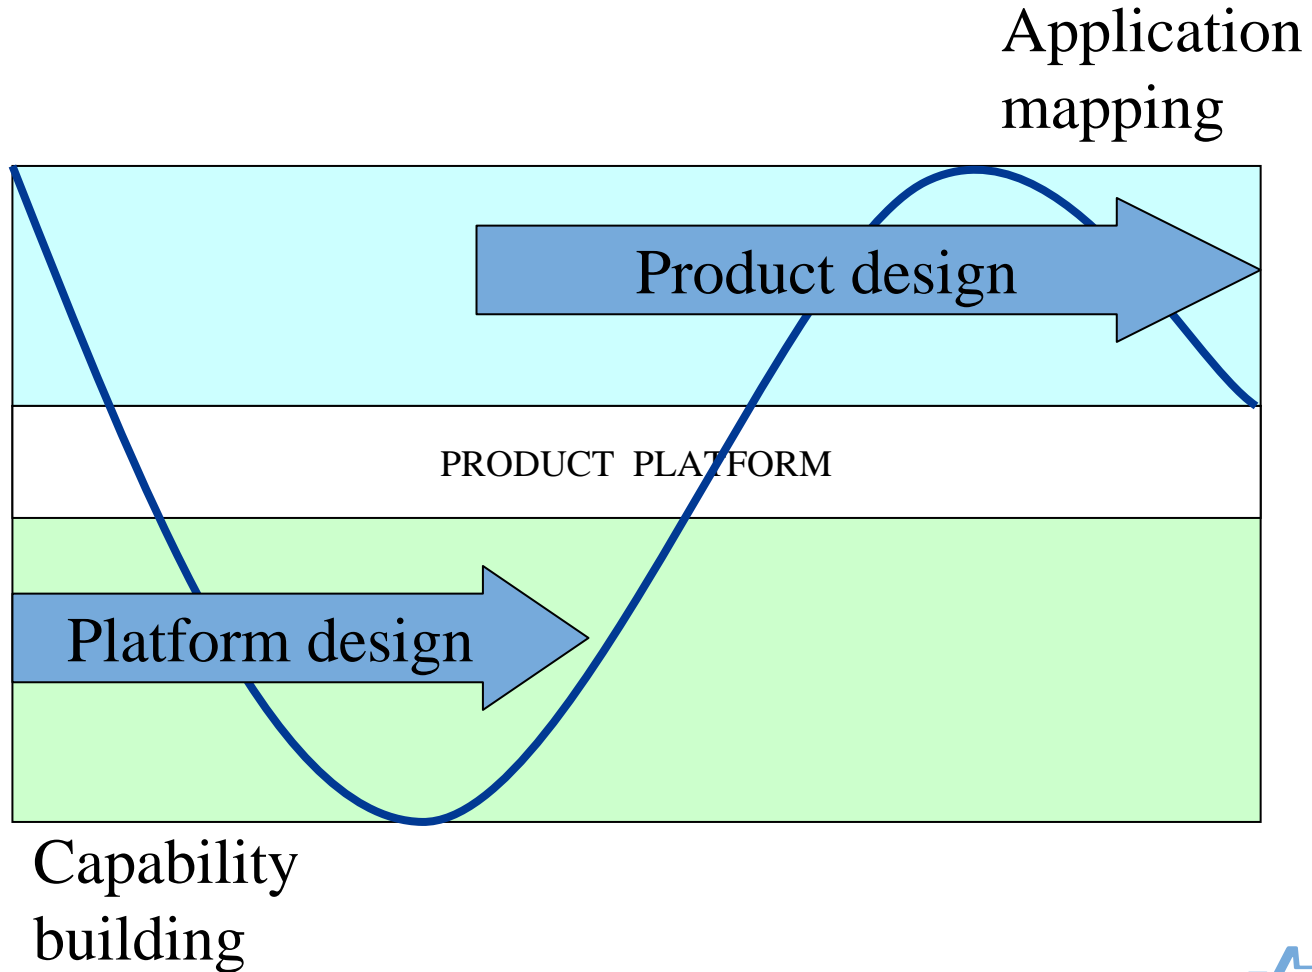 Application
mapping
Product design
PRODUCT PLATFORM
Platform design
Capability
building